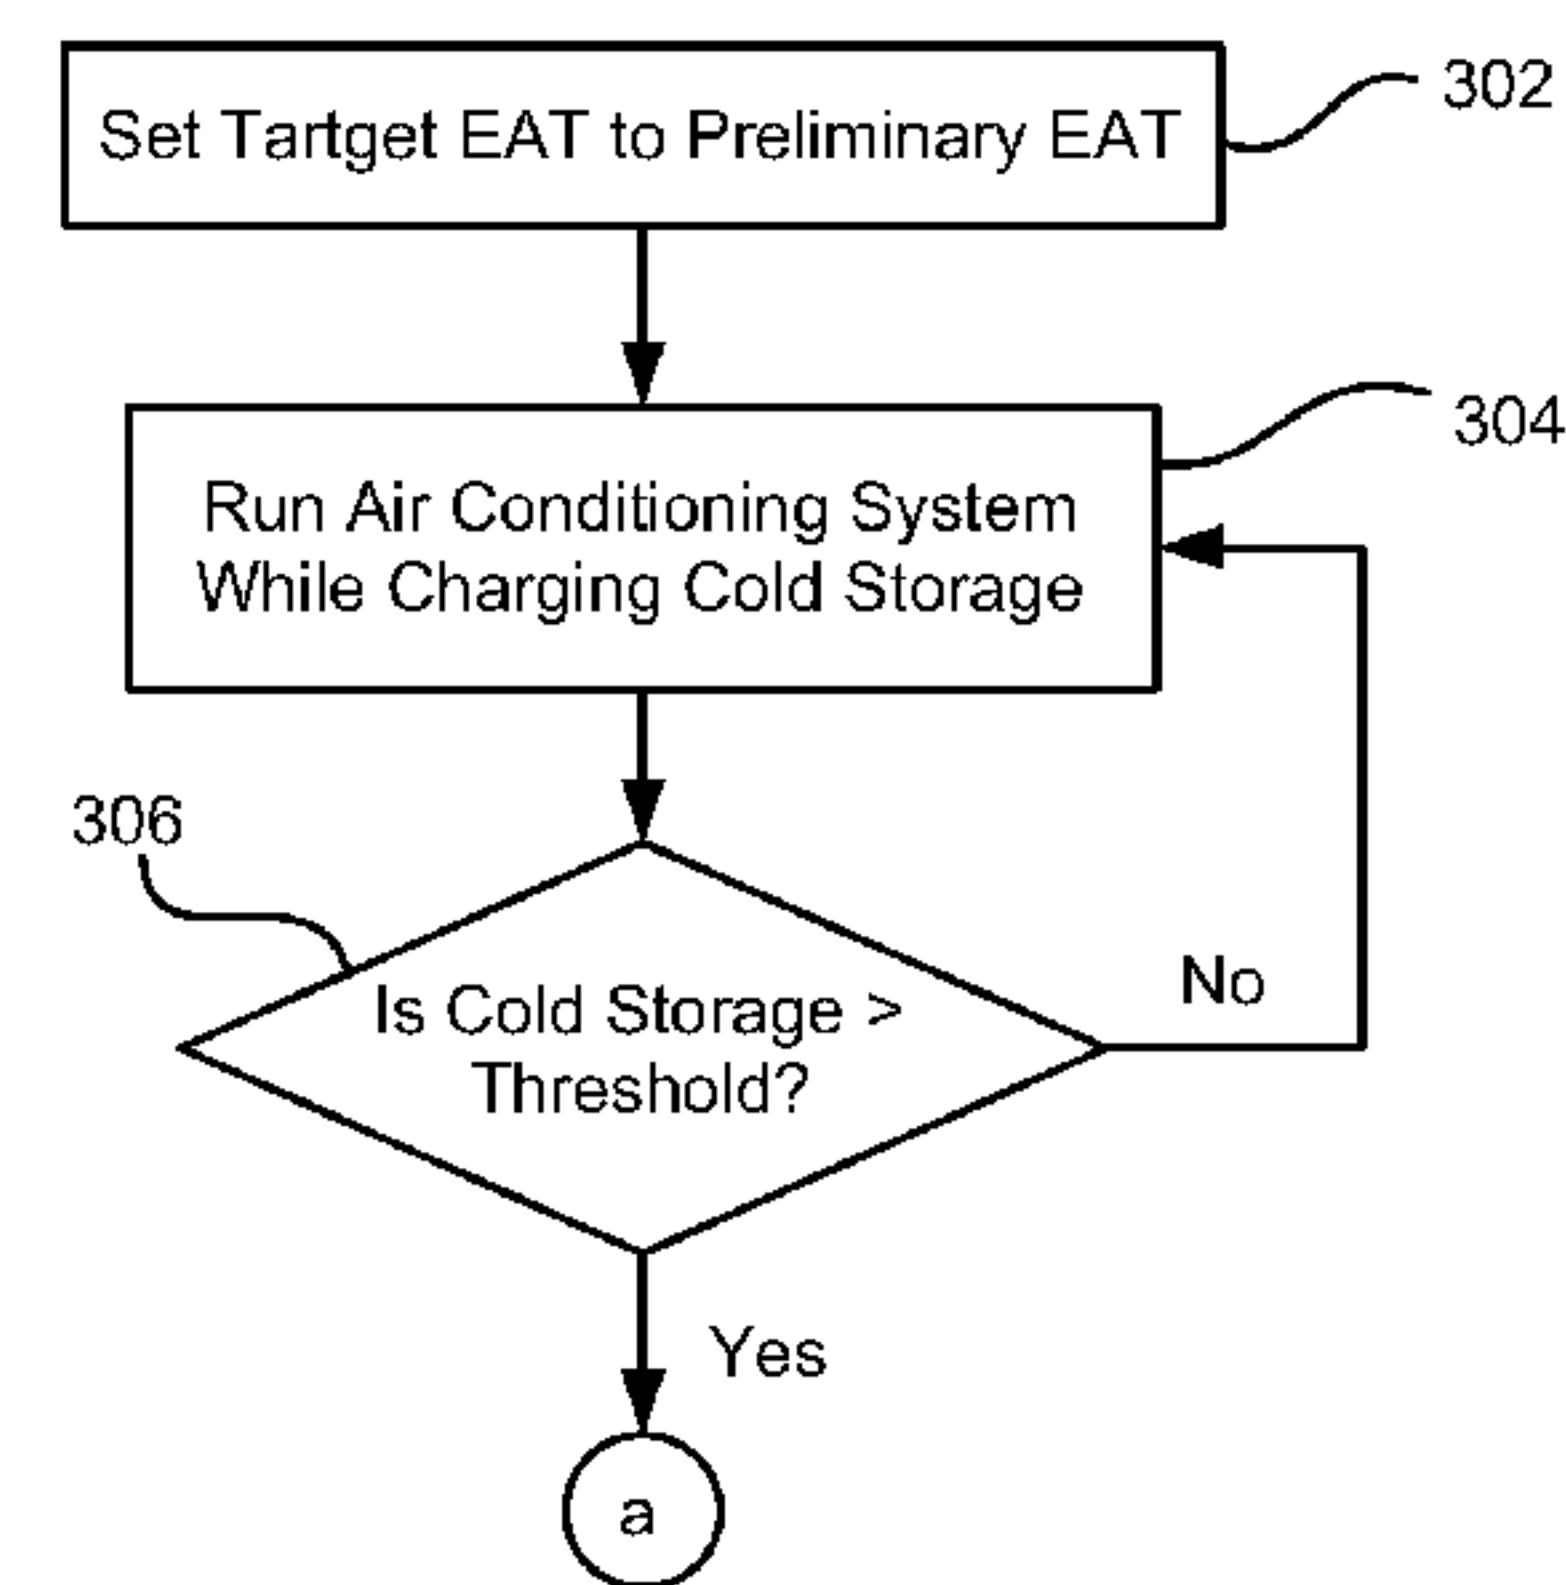 Set Tartget EAT to Preliminary EAT
302
Run Air Conditioning System
While Charging Cold Storage
304
306
Is Cold Storage >
Threshold?
No
Yes
a